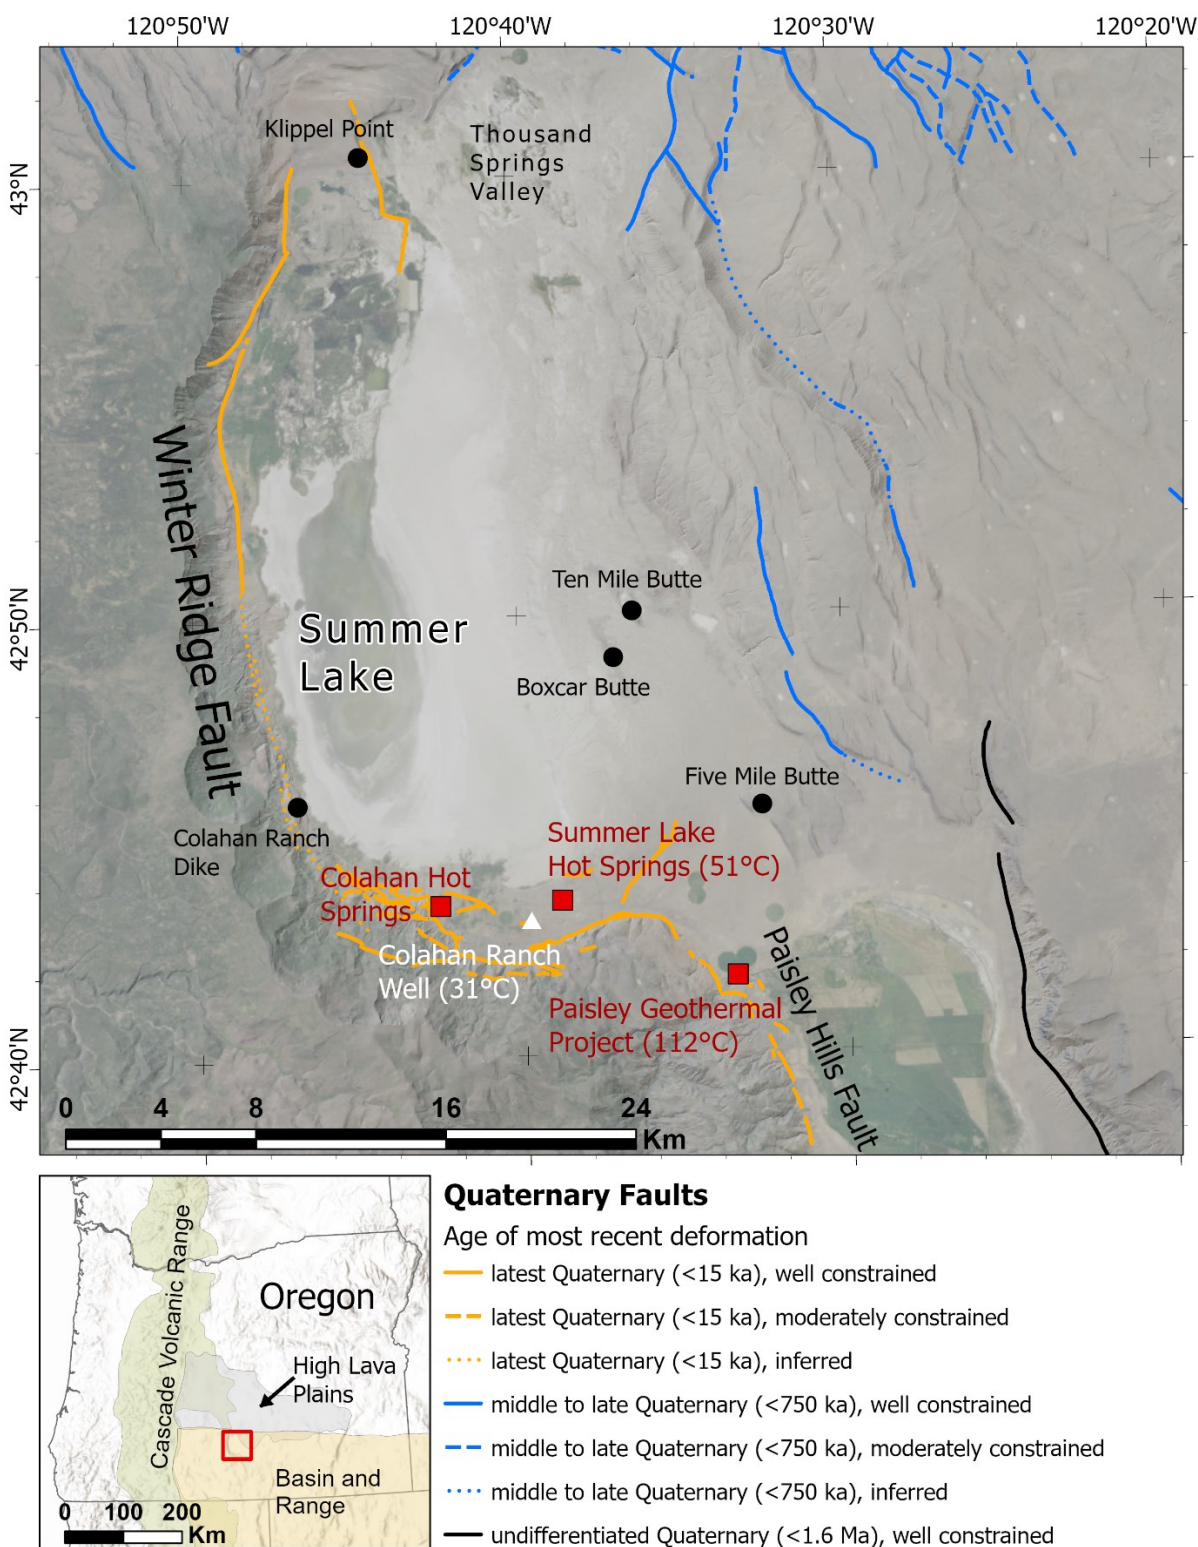 120°50'W
120°40'W
120°30'W
120°20'W
Klippel Point
Thousand
Springs
Valley
43°N
Winter Ridge Fault
Ten Mile Butte
42°50'N
Summer
Lake
Boxcar Butte
Five Mile Butte
Colahan Ranch
Dike
Summer Lake
Hot Springs (51°C)
Colahan Hot
Springs
Colahan Ranch
Well (31°C)
Paisley Hills Fault
Paisley Geothermal
Project (112°C)
42°40'N
0 4 8 16 24
Km
Cascade Volcanic Range
Oregon
High Lava
Plains
Basin and
Range
0 100 200
Km
Quaternary Faults
Age of most recent deformation
latest Quaternary (<15 ka), well constrained
latest Quaternary (<15 ka), moderately constrained
latest Quaternary (<15 ka), inferred
middle to late Quaternary (<750 ka), well constrained
middle to late Quaternary (<750 ka), moderately constrained
middle to late Quaternary (<750 ka), inferred
undifferentiated Quaternary (<1.6 Ma), well constrained